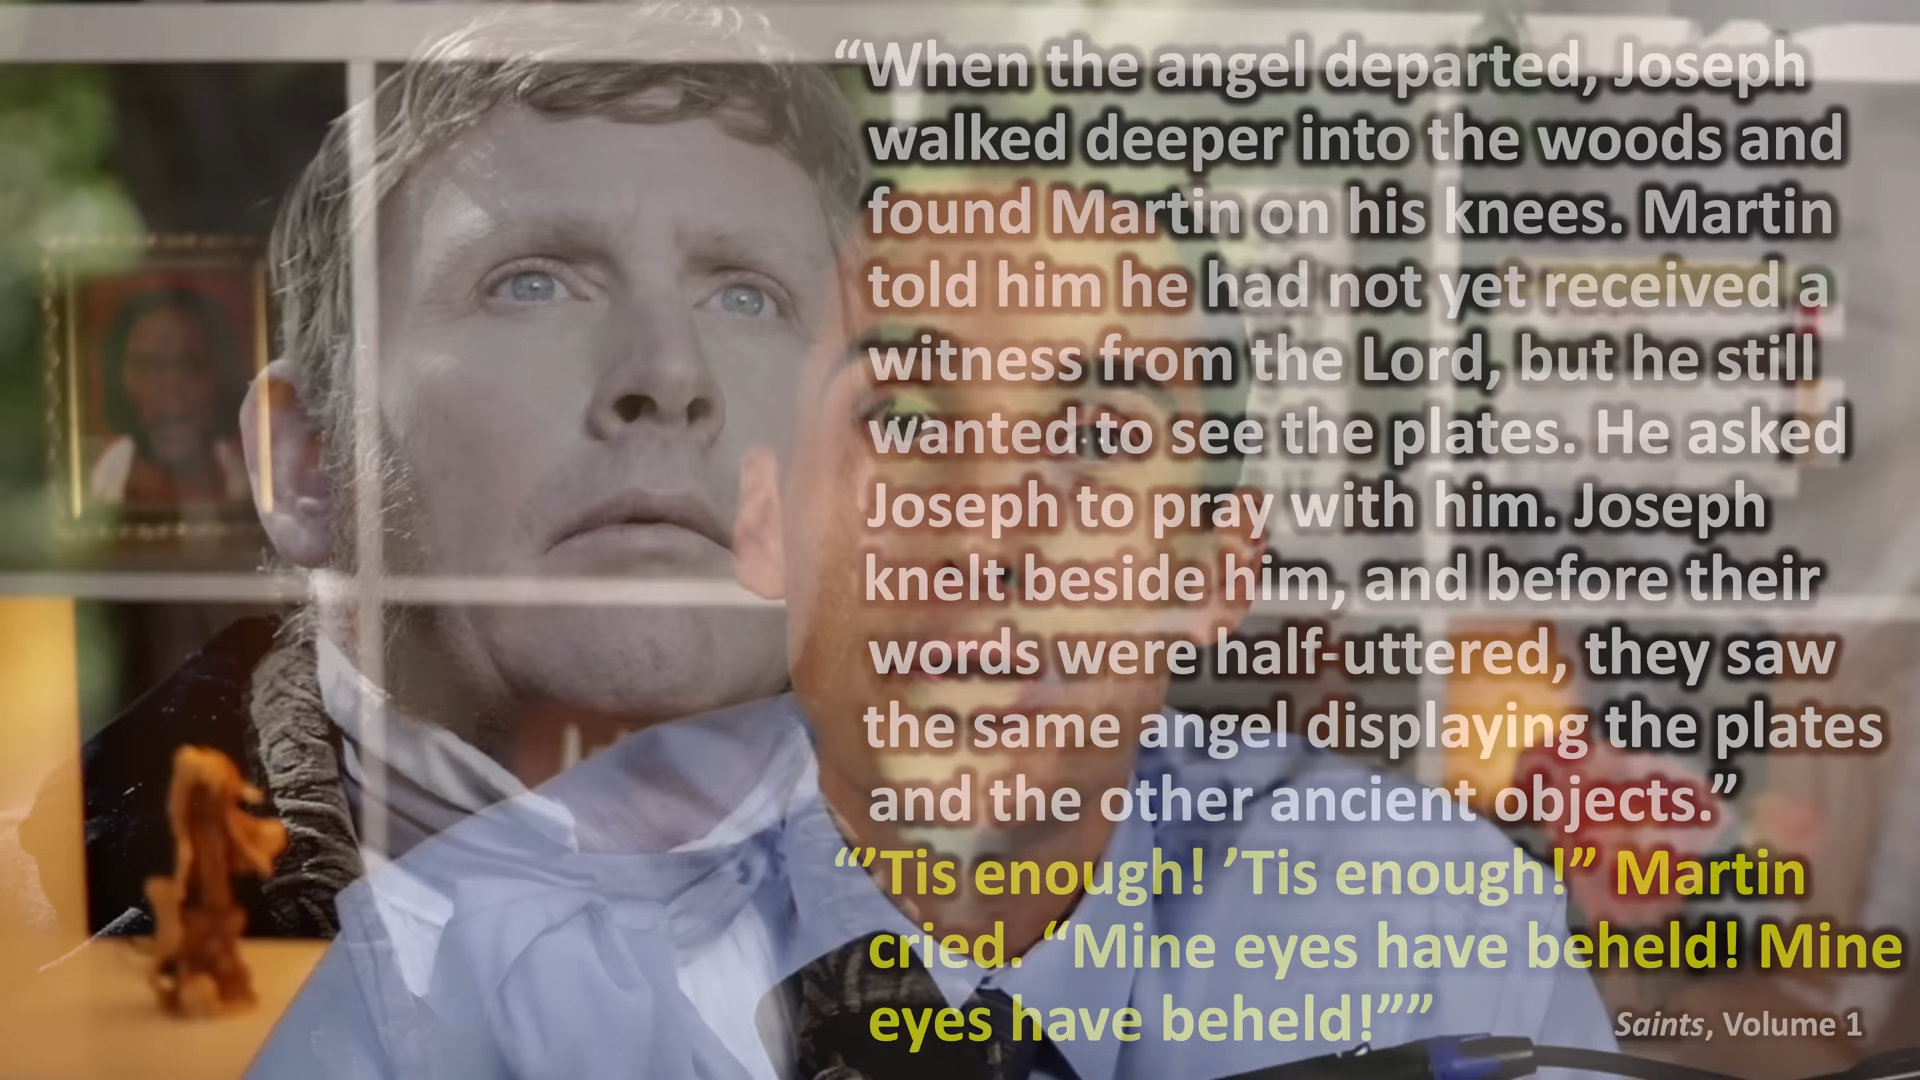 “When the angel departed, Joseph
walked deeper into the woods and
found Martin on his knees. Martin
told him he had not yet received a
witness from the Lord, but he still
wanted to see the plates. He asked
Joseph to pray with him. Joseph
knelt beside him, and before their
words were half-uttered, they saw
the same angel displaying the plates
and the other ancient objects.”
“’Tis enough! ’Tis enough!” Martin
cried. “Mine eyes have beheld! Mine
eyes have beheld!””
Saints, Volume 1